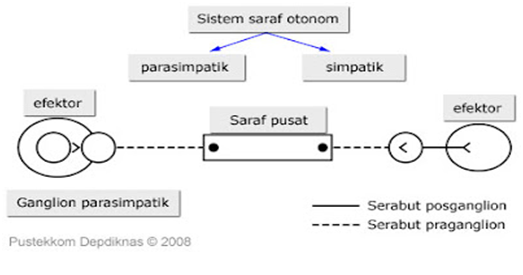 Sistem saraf otonom
parasimpatik
simpatik
efektor
Saraf pusat
efektor
Ganglion parasimpatik
Serabut posganglion
Serabut praganglion
Pustekkom Depdiknas © 2008